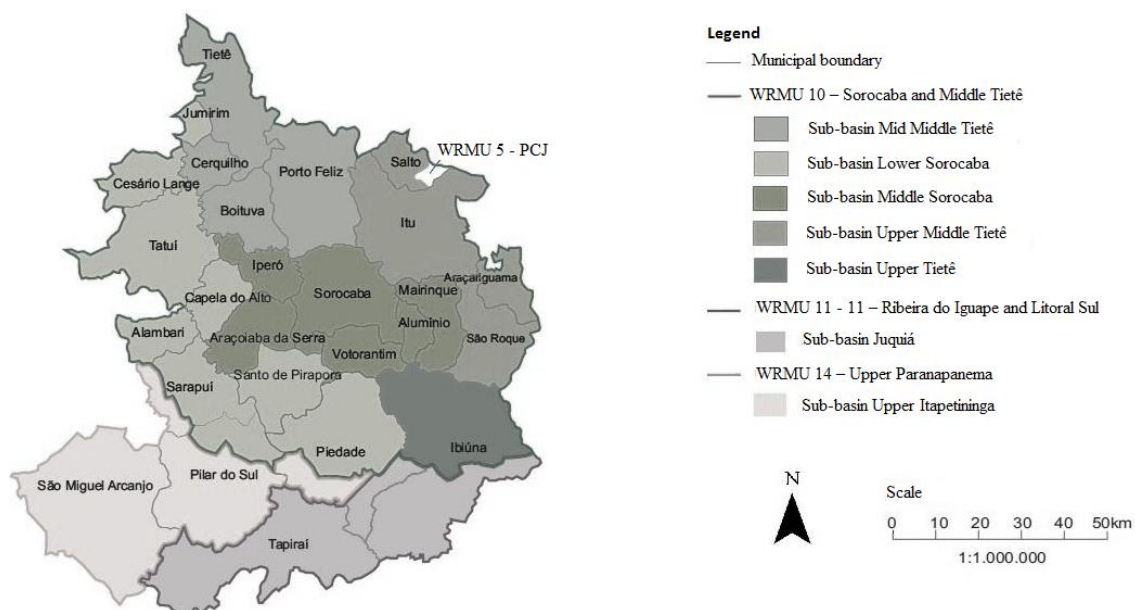 Tietê
Jumirim
Cerquilho
Cesário Lange
Porto Feliz
Salto
WRMU 5 - PCJ
Boituva
Itu
Tatuí
Iperó
Araçariguama
Capela do Alto
Sorocaba
Mairinque
Alambari
Araçoiaba da Serra
Alumínio
São Roque
Votorantim
Sarapuí
Santo de Pirapora
Piedade
Ibiúna
São Miguel Arcanjo
Pilar do Sul
Tapiraí
Legend
Municipal boundary
WRMU 10 – Sorocaba and Middle Tietê
Sub-basin Mid Middle Tietê
Sub-basin Lower Sorocaba
Sub-basin Middle Sorocaba
Sub-basin Upper Middle Tietê
Sub-basin Upper Tietê
WRMU 11 - 11 – Ribeira do Iguape and Litoral Sul
Sub-basin Juquiá
WRMU 14 – Upper Paranapanema
Sub-basin Upper Itapetininga
N
Scale
0 10 20 30 40 50km
1:1.000.000